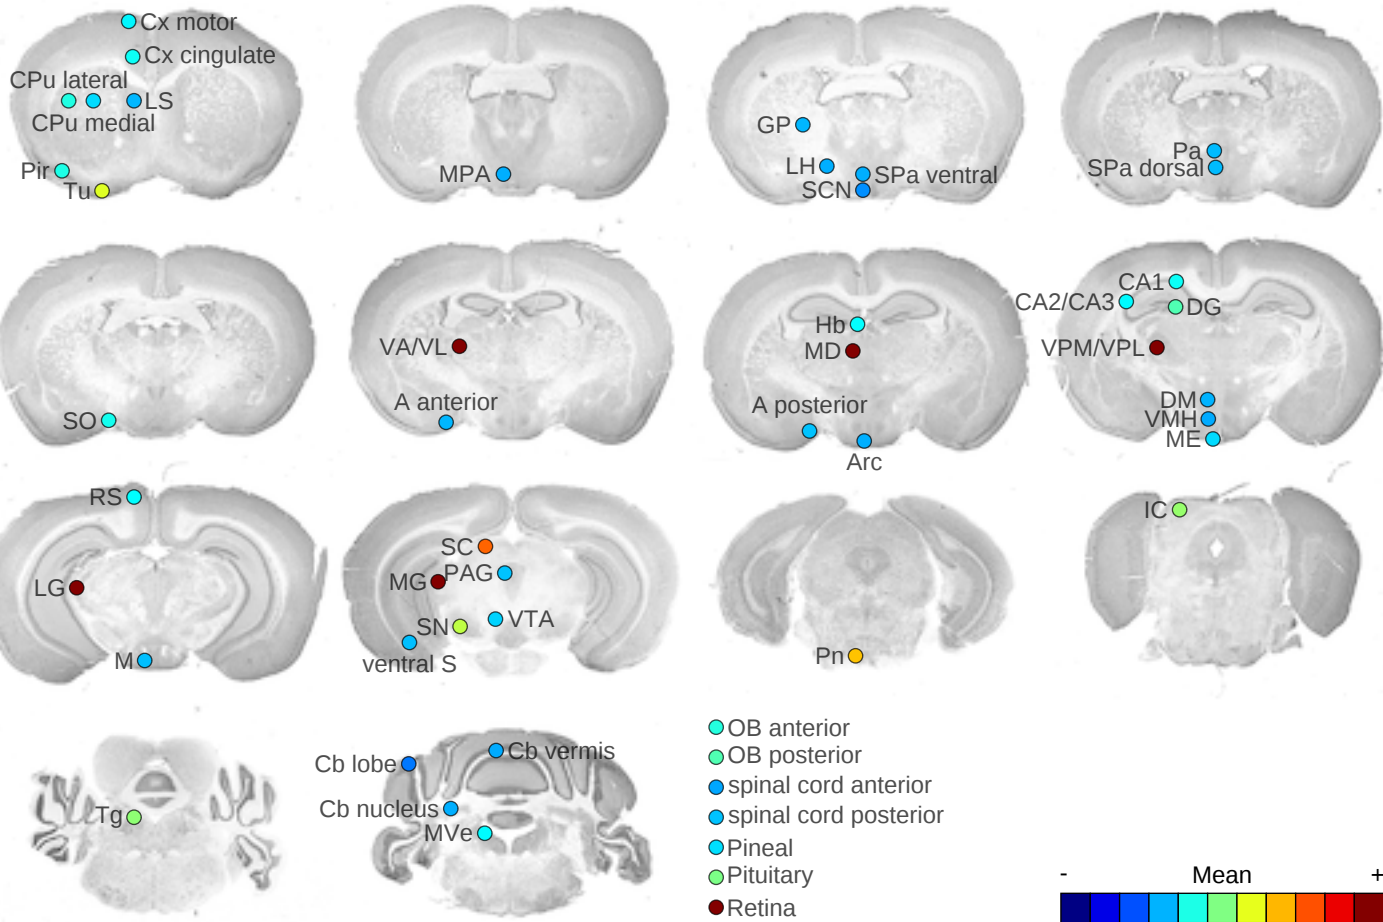 Cx motor
Cx cingulate
CPu lateral
LS
CPu medial
Pir
Tu
MPA
GP
LH
SPa ventral
SCN
Pa
SPa dorsal
SO
VA/VL
A anterior
Hb
MD
A posterior
Arc
CA1
CA2/CA3
DG
VPM/VPL
DM
VMH
ME
RS
LG
M
SC
MG
PAG
SN
VTA
ventral S
Pn
IC
Tg
Cb lobe
Cb vermis
Cb nucleus
MVe
OB anterior
OB posterior
spinal cord anterior
spinal cord posterior
Pineal
Pituitary
Retina
- Mean +